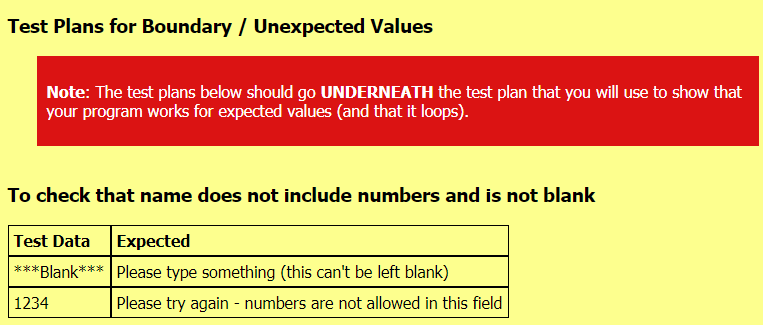 Test Plans for Boundary / Unexpected Values
Note: The test plans below should go UNDERNEATH the test plan that you will use to show that
your program works for expected values (and that it loops).
To check that name does not include numbers and is not blank
Test Data Expected
***Blank*** Please type something (this can't be left blank)
1234 Please try again - numbers are not allowed in this field